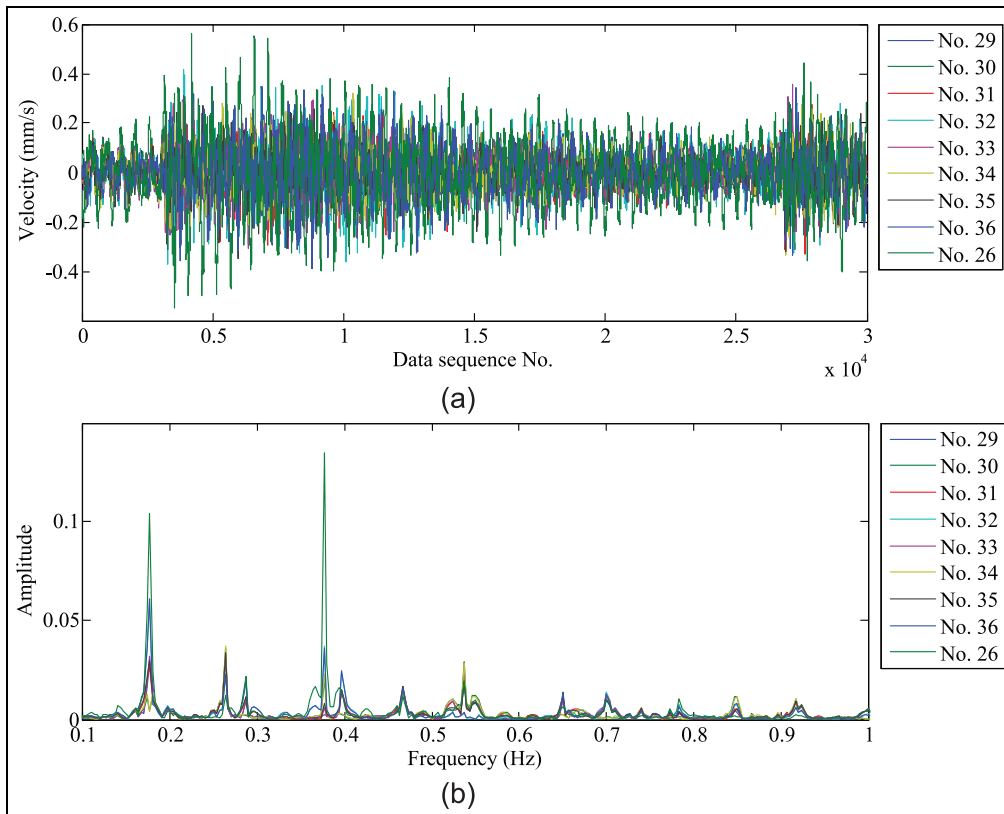 0.6
0.4
0.2
0
-0.2
-0.4
Velocity (mm/s)
0 0.5 1 1.5 2 2.5 3
x 10^4
Data sequence No.
No. 29
No. 30
No. 31
No. 32
No. 33
No. 34
No. 35
No. 36
No. 26
(a)
0.1
0.05
0
Amplitude
0.1 0.2 0.3 0.4 0.5 0.6 0.7 0.8 0.9 1
Frequency (Hz)
No. 29
No. 30
No. 31
No. 32
No. 33
No. 34
No. 35
No. 36
No. 26
(b)